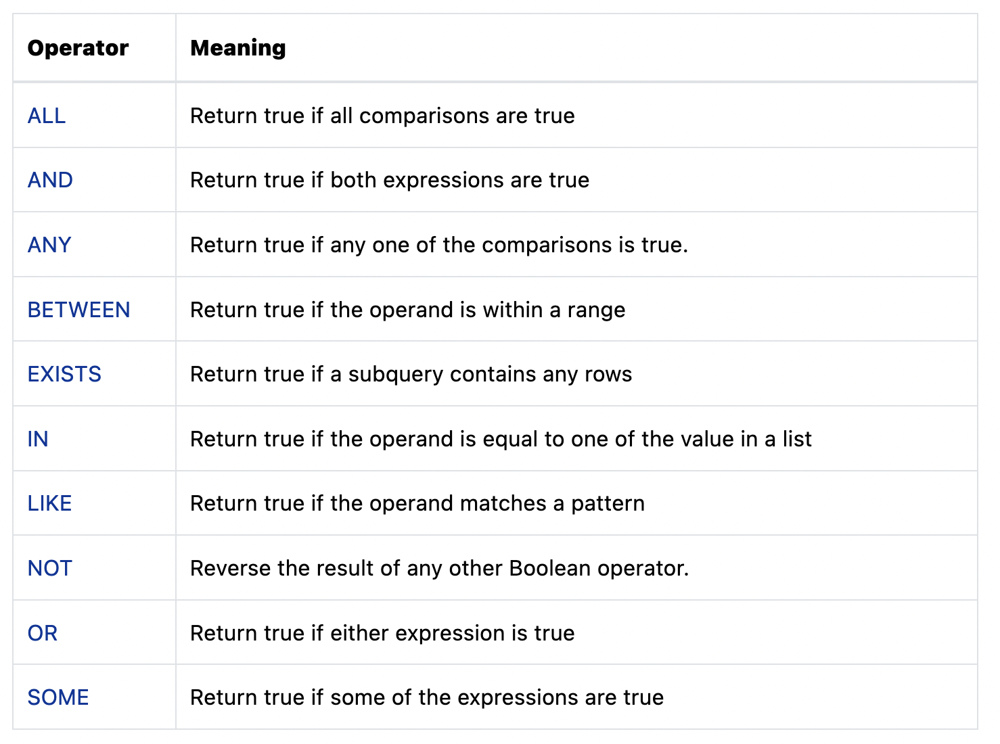 Operator Meaning
ALL Return true if all comparisons are true
AND Return true if both expressions are true
ANY Return true if any one of the comparisons is true.
BETWEEN Return true if the operand is within a range
EXISTS Return true if a subquery contains any rows
IN Return true if the operand is equal to one of the value in a list
LIKE Return true if the operand matches a pattern
NOT Reverse the result of any other Boolean operator.
OR Return true if either expression is true
SOME Return true if some of the expressions are true